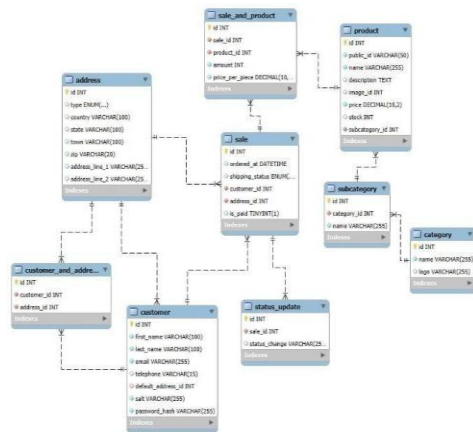 sale_and_product
id INT
sale_id INT
product_id INT
amount INT
price_per_piece DECIMAL(10,...
Indexes
product
id INT
public_id VARCHAR(50)
name VARCHAR(255)
description TEXT
image_id INT
price DECIMAL(10,2)
stock INT
subcategory_id INT
Indexes
address
id INT
type ENUM(...)
country VARCHAR(100)
state VARCHAR(100)
town VARCHAR(100)
zip VARCHAR(20)
address_line_1 VARCHAR(25...
address_line_2 VARCHAR(25...
Indexes
sale
id INT
ordered_at DATETIME
shipping_status ENUM(...
customer_id INT
address_id INT
is_paid TINYINT(1)
Indexes
subcategory
id INT
category_id INT
name VARCHAR(255)
Indexes
category
id INT
name VARCHAR(255)
logo VARCHAR(255)
Indexes
customer_and_addre...
id INT
customer_id INT
address_id INT
Indexes
customer
id INT
first_name VARCHAR(100)
last_name VARCHAR(100)
email VARCHAR(255)
telephone VARCHAR(15)
default_address_id INT
salt VARCHAR(255)
password_hash VARCHAR(255)
Indexes
status_update
id INT
sale_id INT
status_change VARCHAR(25...
Indexes